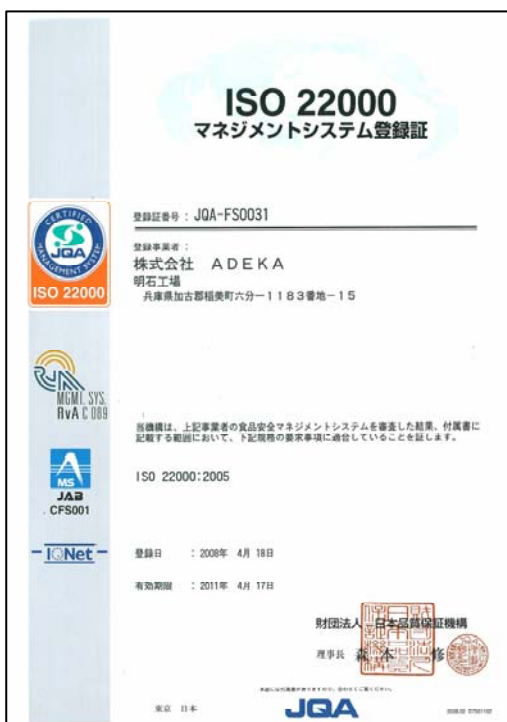 ISO 22000
マネジメントシステム登録証
登録証番号 : JQA-FS0031
登録事業者 :
株式会社 ADEKA
明石工場
兵庫県加古郡稲美町六分一1183番地-15
CERTIFIED
JQA
MANAGEMENT SYSTEM
ISO 22000
MGMT. SYS.
RvA C 089
当機構は、上記事業者の食品安全マネジメントシステムを審査した結果、付属書に
記載する範囲において、下記規格の要求事項に適合していることを証します。
MS
JAB
CFS001
ISO 22000:2005
IQNet
登録日 : 2008年 4月 18日
有効期限 : 2011年 4月 17日
財団法人 日本品質保証機構
理事長 森本 修
東京 日本
JQA